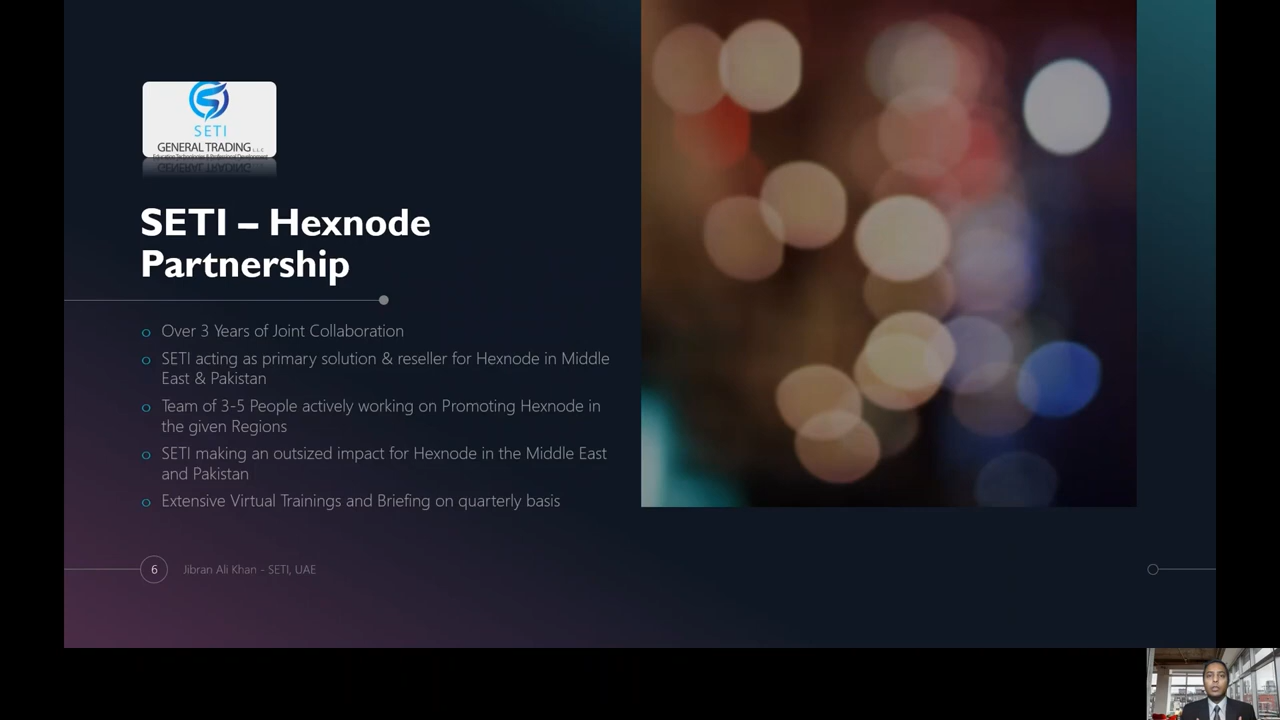 SETI
GENERAL TRADING L.L.C
SETI – Hexnode
Partnership
o Over 3 Years of Joint Collaboration
o SETI acting as primary solution & reseller for Hexnode in Middle
East & Pakistan
o Team of 3-5 People actively working on Promoting Hexnode in
the given Regions
o SETI making an outsized impact for Hexnode in the Middle East
and Pakistan
o Extensive Virtual Trainings and Briefing on quarterly basis
6 Jibran Ali Khan - SETI, UAE